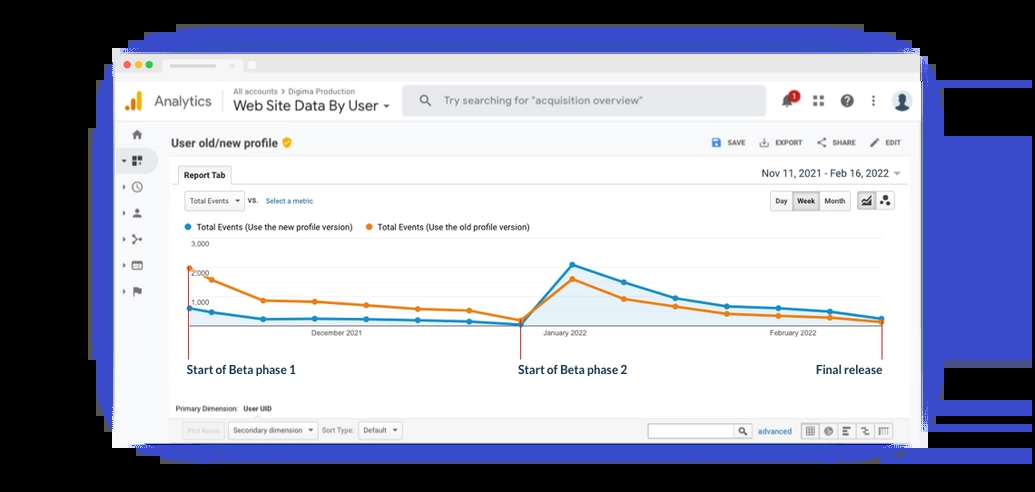 Analytics
All accounts > Digima Production
Web Site Data By User
Try searching for "acquisition overview"
1
User old/new profile
SAVE
EXPORT
SHARE
EDIT
Report Tab
Nov 11, 2021 - Feb 16, 2022
Total Events
VS.
Select a metric
Day
Week
Month
Total Events (Use the new profile version)
Total Events (Use the old profile version)
3,000
2,000
1,000
December 2021
January 2022
February 2022
Start of Beta phase 1
Start of Beta phase 2
Final release
Primary Dimension: User UID
Plot Rows
Secondary dimension
Sort Type:
Default
advanced